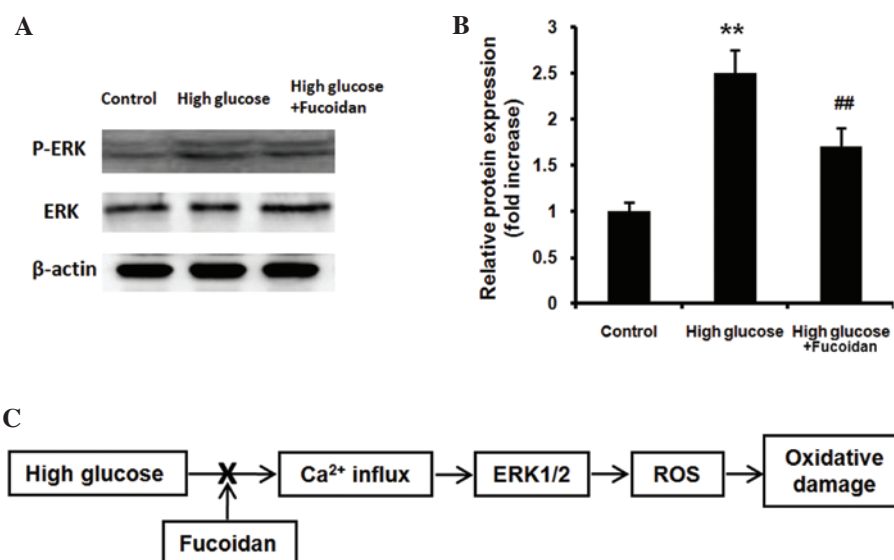 A
Control High glucose High glucose
+Fucoidan
P-ERK
ERK
β-actin
B
Relative protein expression
(fold increase)
3
2.5
2
1.5
1
0.5
0
**
##
Control High glucose High glucose
+Fucoidan
C
High glucose X Ca²⁺ influx ERK1/2 ROS Oxidative
damage
Fucoidan